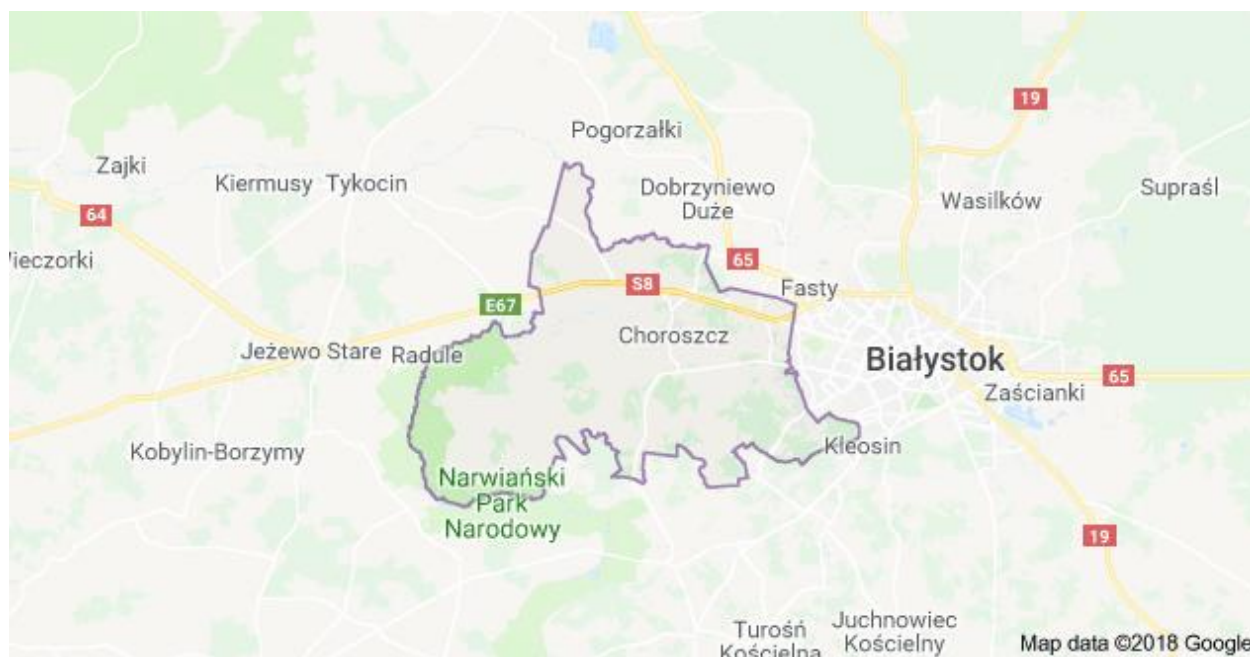 19
Pogorzałki
Zajki
Kiermusy
Tykocin
Dobrzyniewo
Duże
Wasilków
Supraśl
64
65
S8
Fasty
E67
Choroszcz
Jeżewo Stare
Radule
Białystok
65
Zaścianki
Kobylin-Borzymy
Kleosin
Narwiański
Park
Narodowy
19
Turośń
Kościelna
Juchnowiec
Kościelny
Map data ©2018 Google